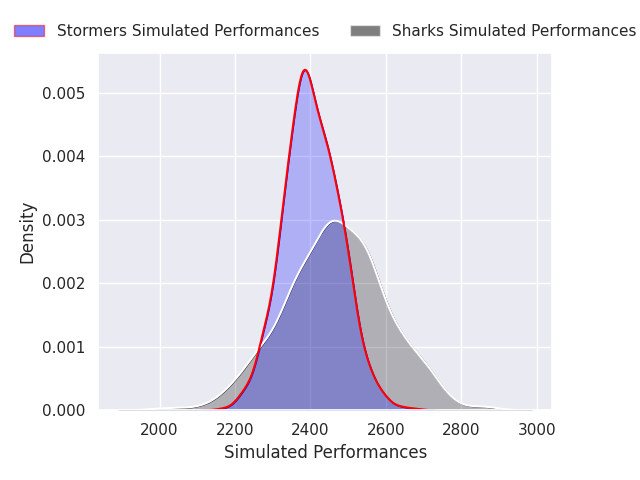 Stormers Simulated Performances Sharks Simulated Performances
0.005
0.004
0.003
0.002
0.001
0.000
Density
2000 2200 2400 2600 2800 3000
Simulated Performances